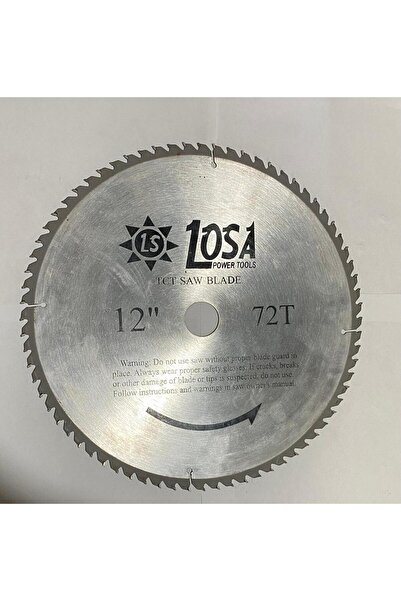 LS LOSA
POWER TOOLS
TCT SAW BLADE
12" 72T
Warning: Do not use saw without proper blade guard in
place. Always wear proper safety glasses. If cracks, breaks
or other damage of blade or tips is suspected, do not use.
Follow instructions and warnings in saw owner's manual.